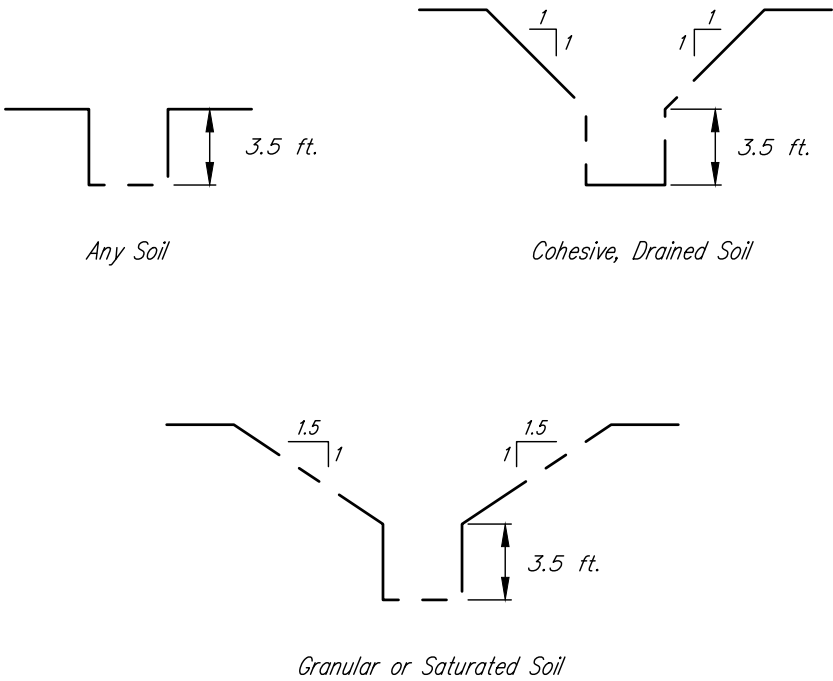 1
1
1
1
3.5 ft.
3.5 ft.
Any Soil
Cohesive, Drained Soil
1.5
1
1.5
1
3.5 ft.
Granular or Saturated Soil